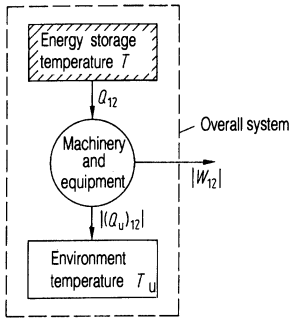 Energy storage
temperature T
Q12
Machinery
and
equipment
Overall system
|W12|
|(Qu)12|
Environment
temperature Tu